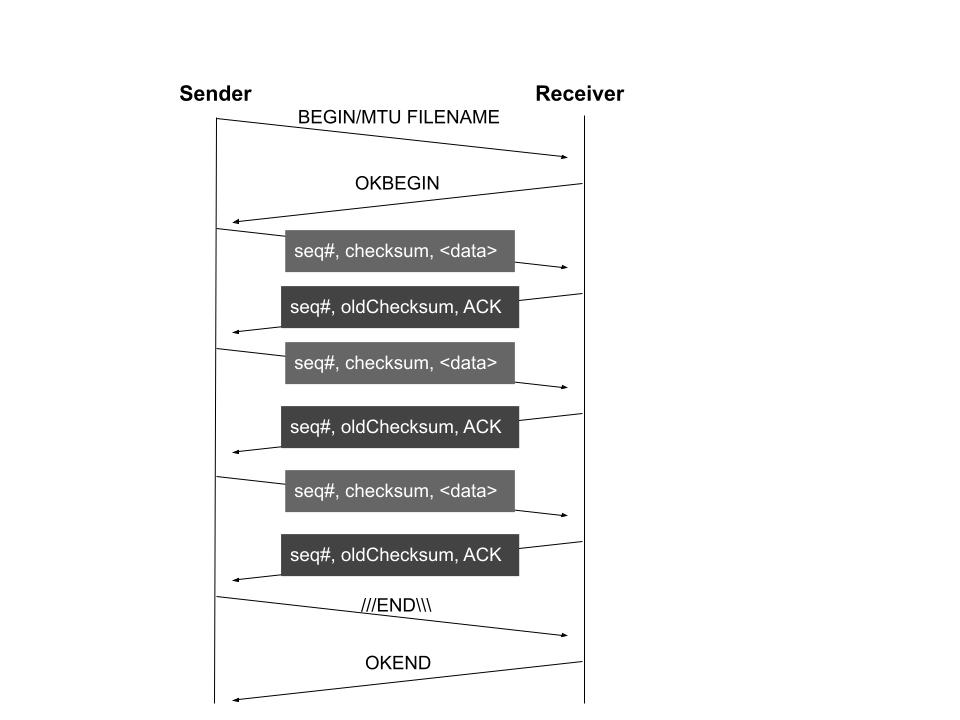 Sender
Receiver
BEGIN/MTU FILENAME
OKBEGIN
seq#, checksum, <data>
seq#, oldChecksum, ACK
seq#, checksum, <data>
seq#, oldChecksum, ACK
seq#, checksum, <data>
seq#, oldChecksum, ACK
///END\\\
OKEND